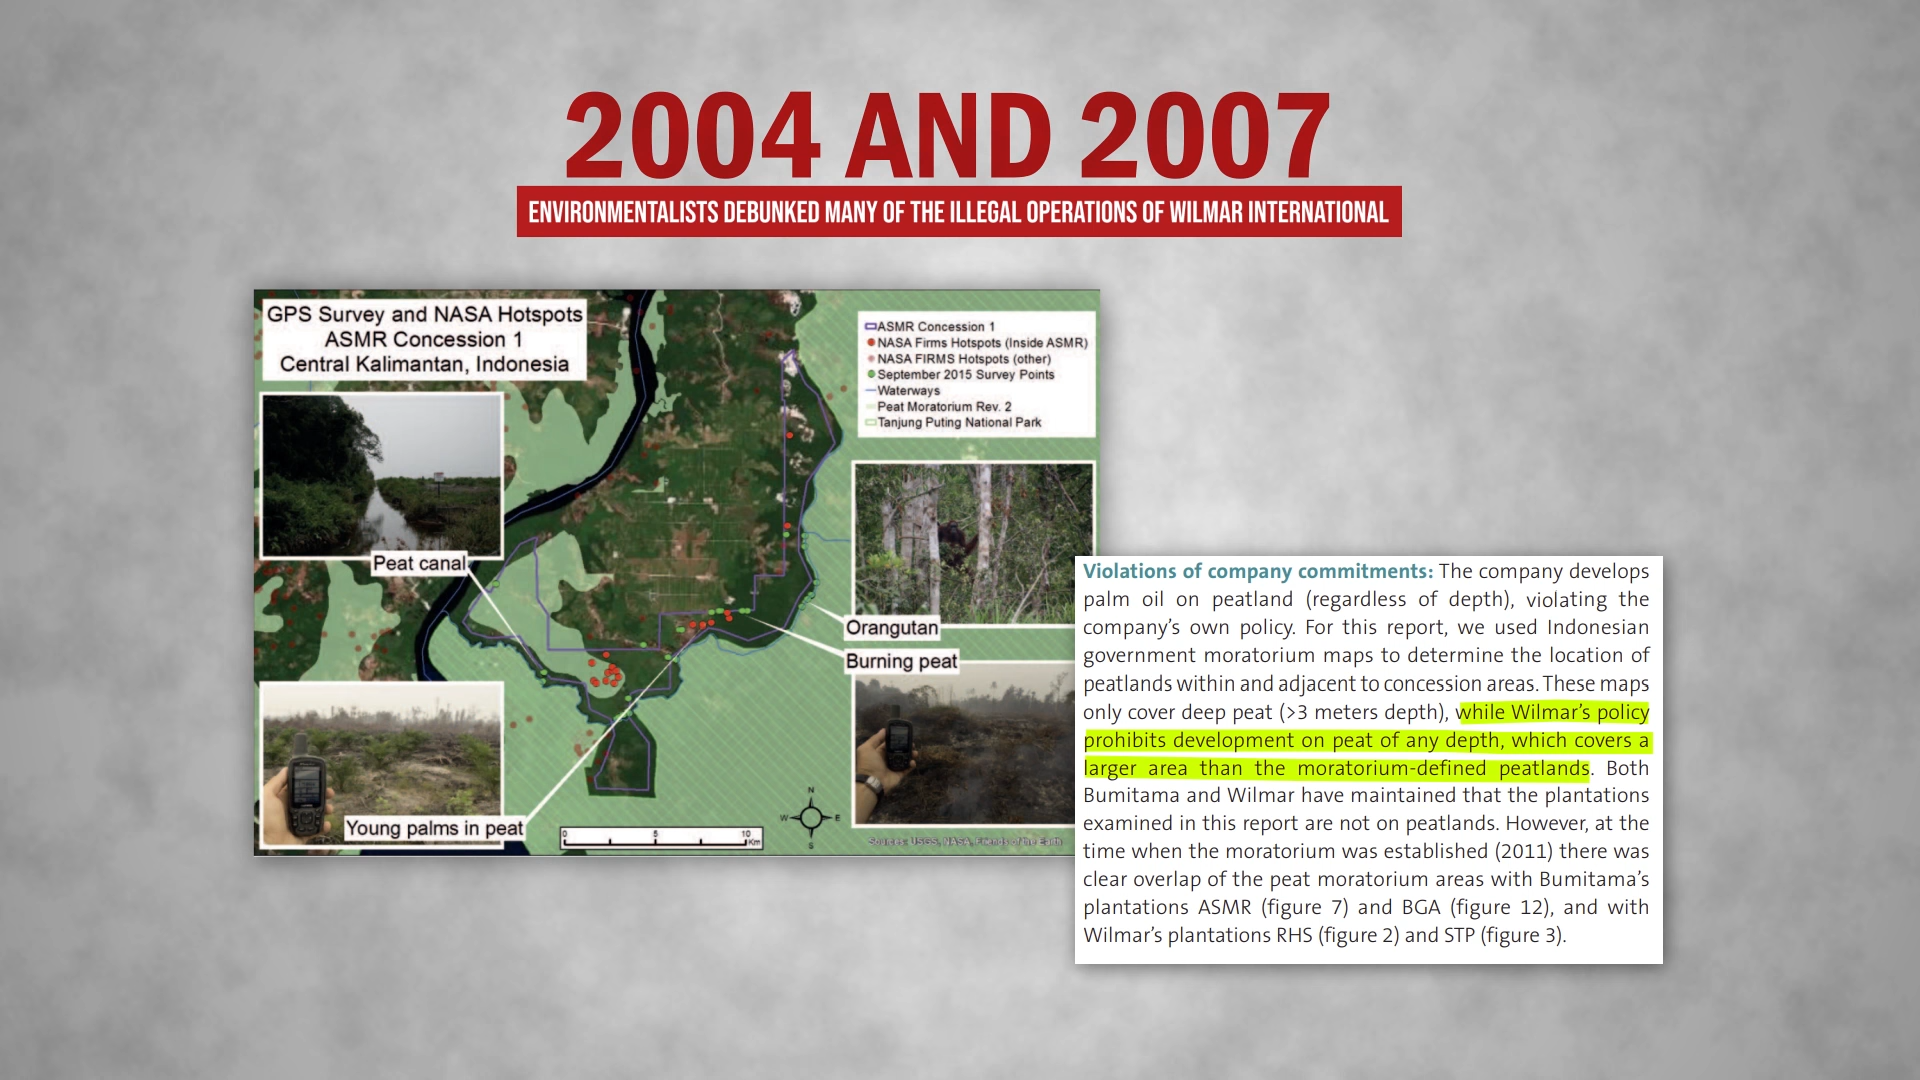 2004 AND 2007
ENVIRONMENTALISTS DEBUNKED MANY OF THE ILLEGAL OPERATIONS OF WILMAR INTERNATIONAL
GPS Survey and NASA Hotspots
ASMR Concession 1
Central Kalimantan, Indonesia
ASMR Concession 1
NASA Firms Hotspots (Inside ASMR)
NASA FIRMS Hotspots (other)
September 2015 Survey Points
Waterways
Peat Moratorium Rev. 2
Tanjung Puting National Park
Peat canal
Orangutan
Burning peat
Young palms in peat
N
W E
S
0 5 10
Km
Sources: USGS, NASA, Friends of the Earth
Violations of company commitments: The company develops
palm oil on peatland (regardless of depth), violating the
company's own policy. For this report, we used Indonesian
government moratorium maps to determine the location of
peatlands within and adjacent to concession areas. These maps
only cover deep peat (>3 meters depth), while Wilmar's policy
prohibits development on peat of any depth, which covers a
larger area than the moratorium-defined peatlands. Both
Bumitama and Wilmar have maintained that the plantations
examined in this report are not on peatlands. However, at the
time when the moratorium was established (2011) there was
clear overlap of the peat moratorium areas with Bumitama's
plantations ASMR (figure 7) and BGA (figure 12), and with
Wilmar's plantations RHS (figure 2) and STP (figure 3).